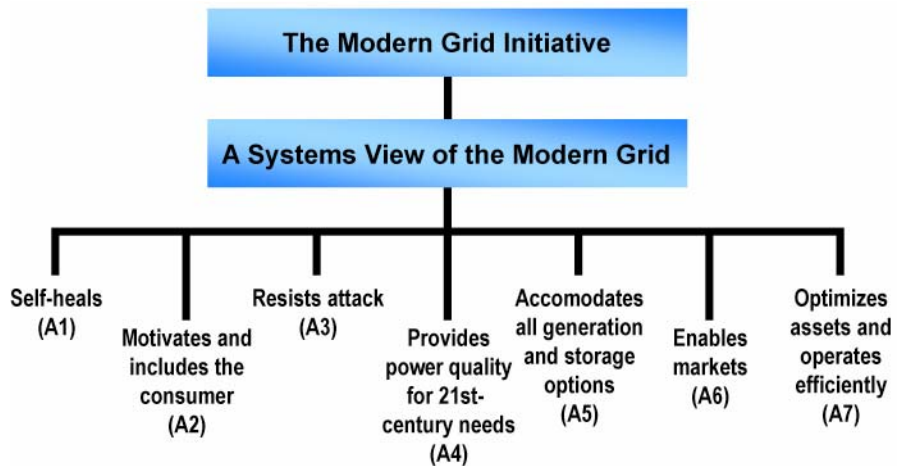 The Modern Grid Initiative
A Systems View of the Modern Grid
Self-heals
(A1)
Motivates and
includes the
consumer
(A2)
Resists attack
(A3)
Provides
power quality
for 21st-
century needs
(A4)
Accomodates
all generation
and storage
options
(A5)
Enables
markets
(A6)
Optimizes
assets and
operates
efficiently
(A7)